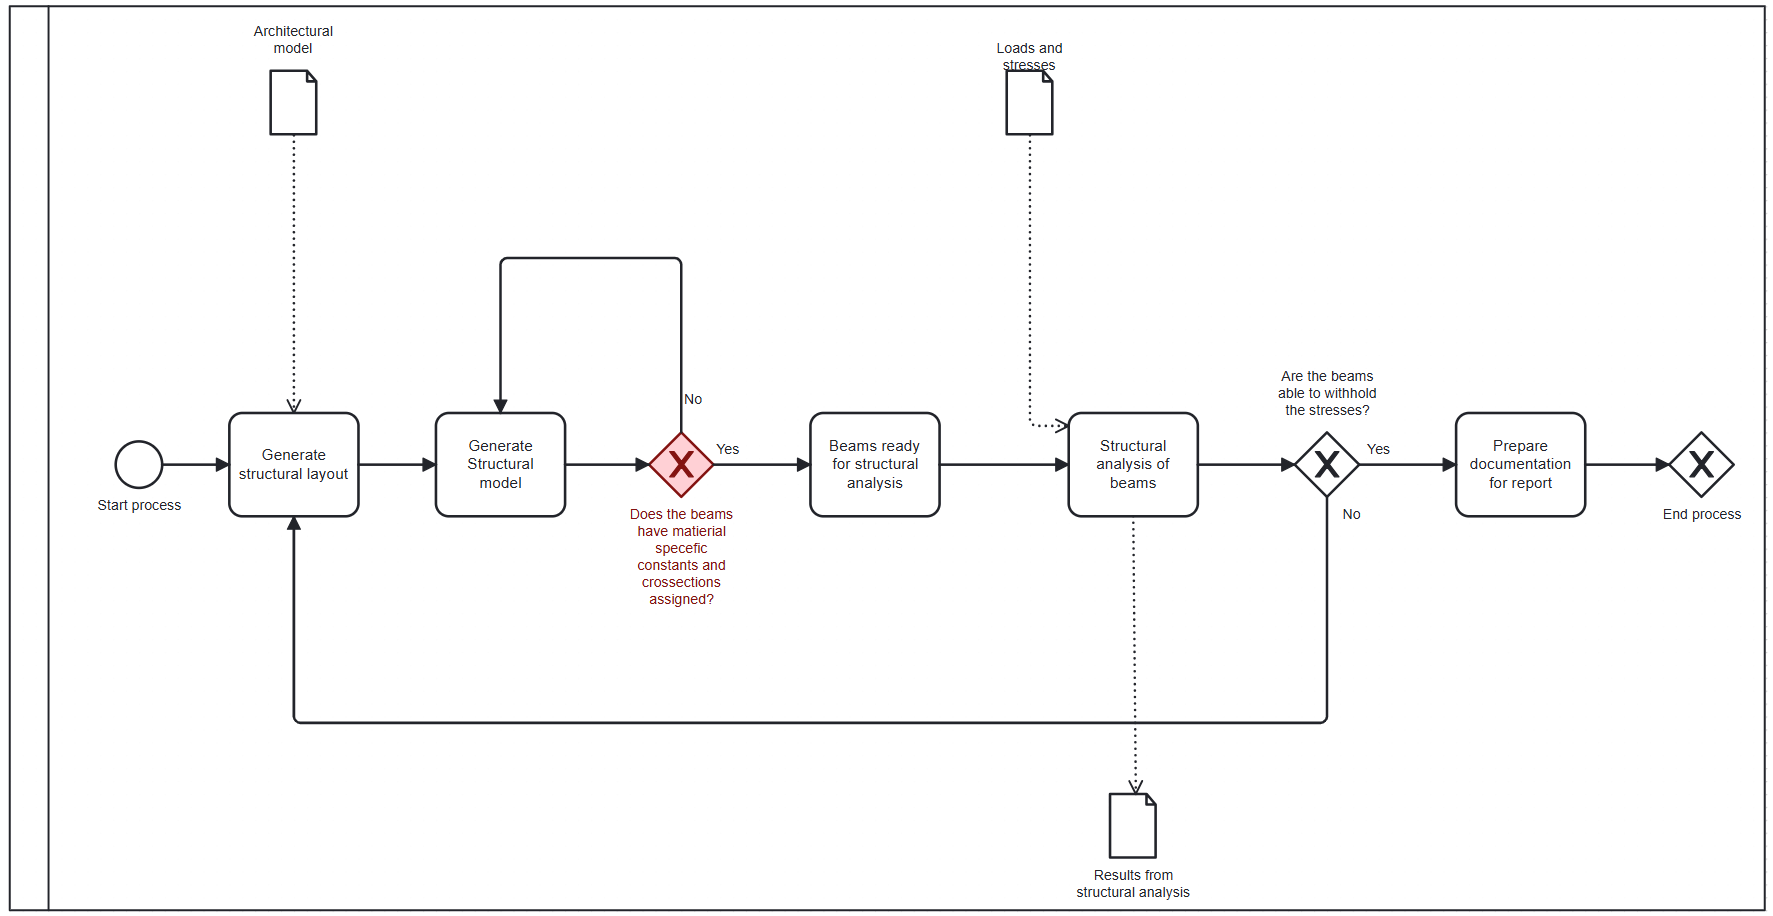 Architectural
model
Loads and
stresses
No
Are the beams
able to withhold
the stresses?
Start process
Generate
structural layout
Generate
Structural
model
Yes
Does the beams
have matierial
specefic
constants and
crossections
assigned?
Beams ready
for structural
analysis
Structural
analysis of
beams
Yes
No
Prepare
documentation
for report
End process
Results from
structural analysis